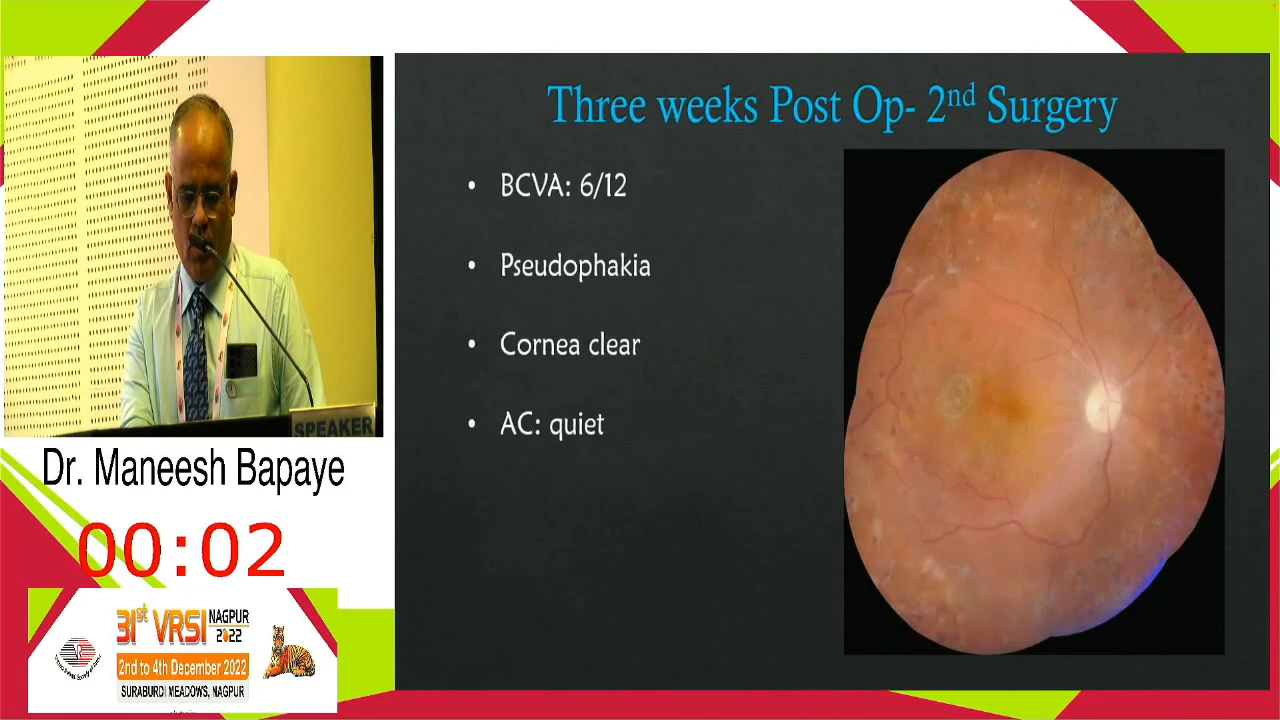 Three weeks Post Op- 2nd Surgery
• BCVA: 6/12
• Pseudophakia
• Cornea clear
• AC: quiet
SPEAKER
Dr. Maneesh Bapaye
00:02
31st VRSI NAGPUR 2022
2nd to 4th December 2022
SURABURDI MEADOWS, NAGPUR